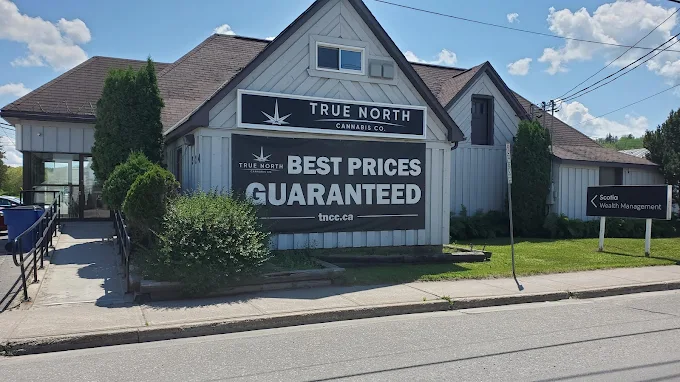 TRUE NORTH
CANNABIS CO.
TRUE NORTH
CANNABIS CO.
BEST PRICES
GUARANTEED
tncc.ca
Scotia
Wealth Management